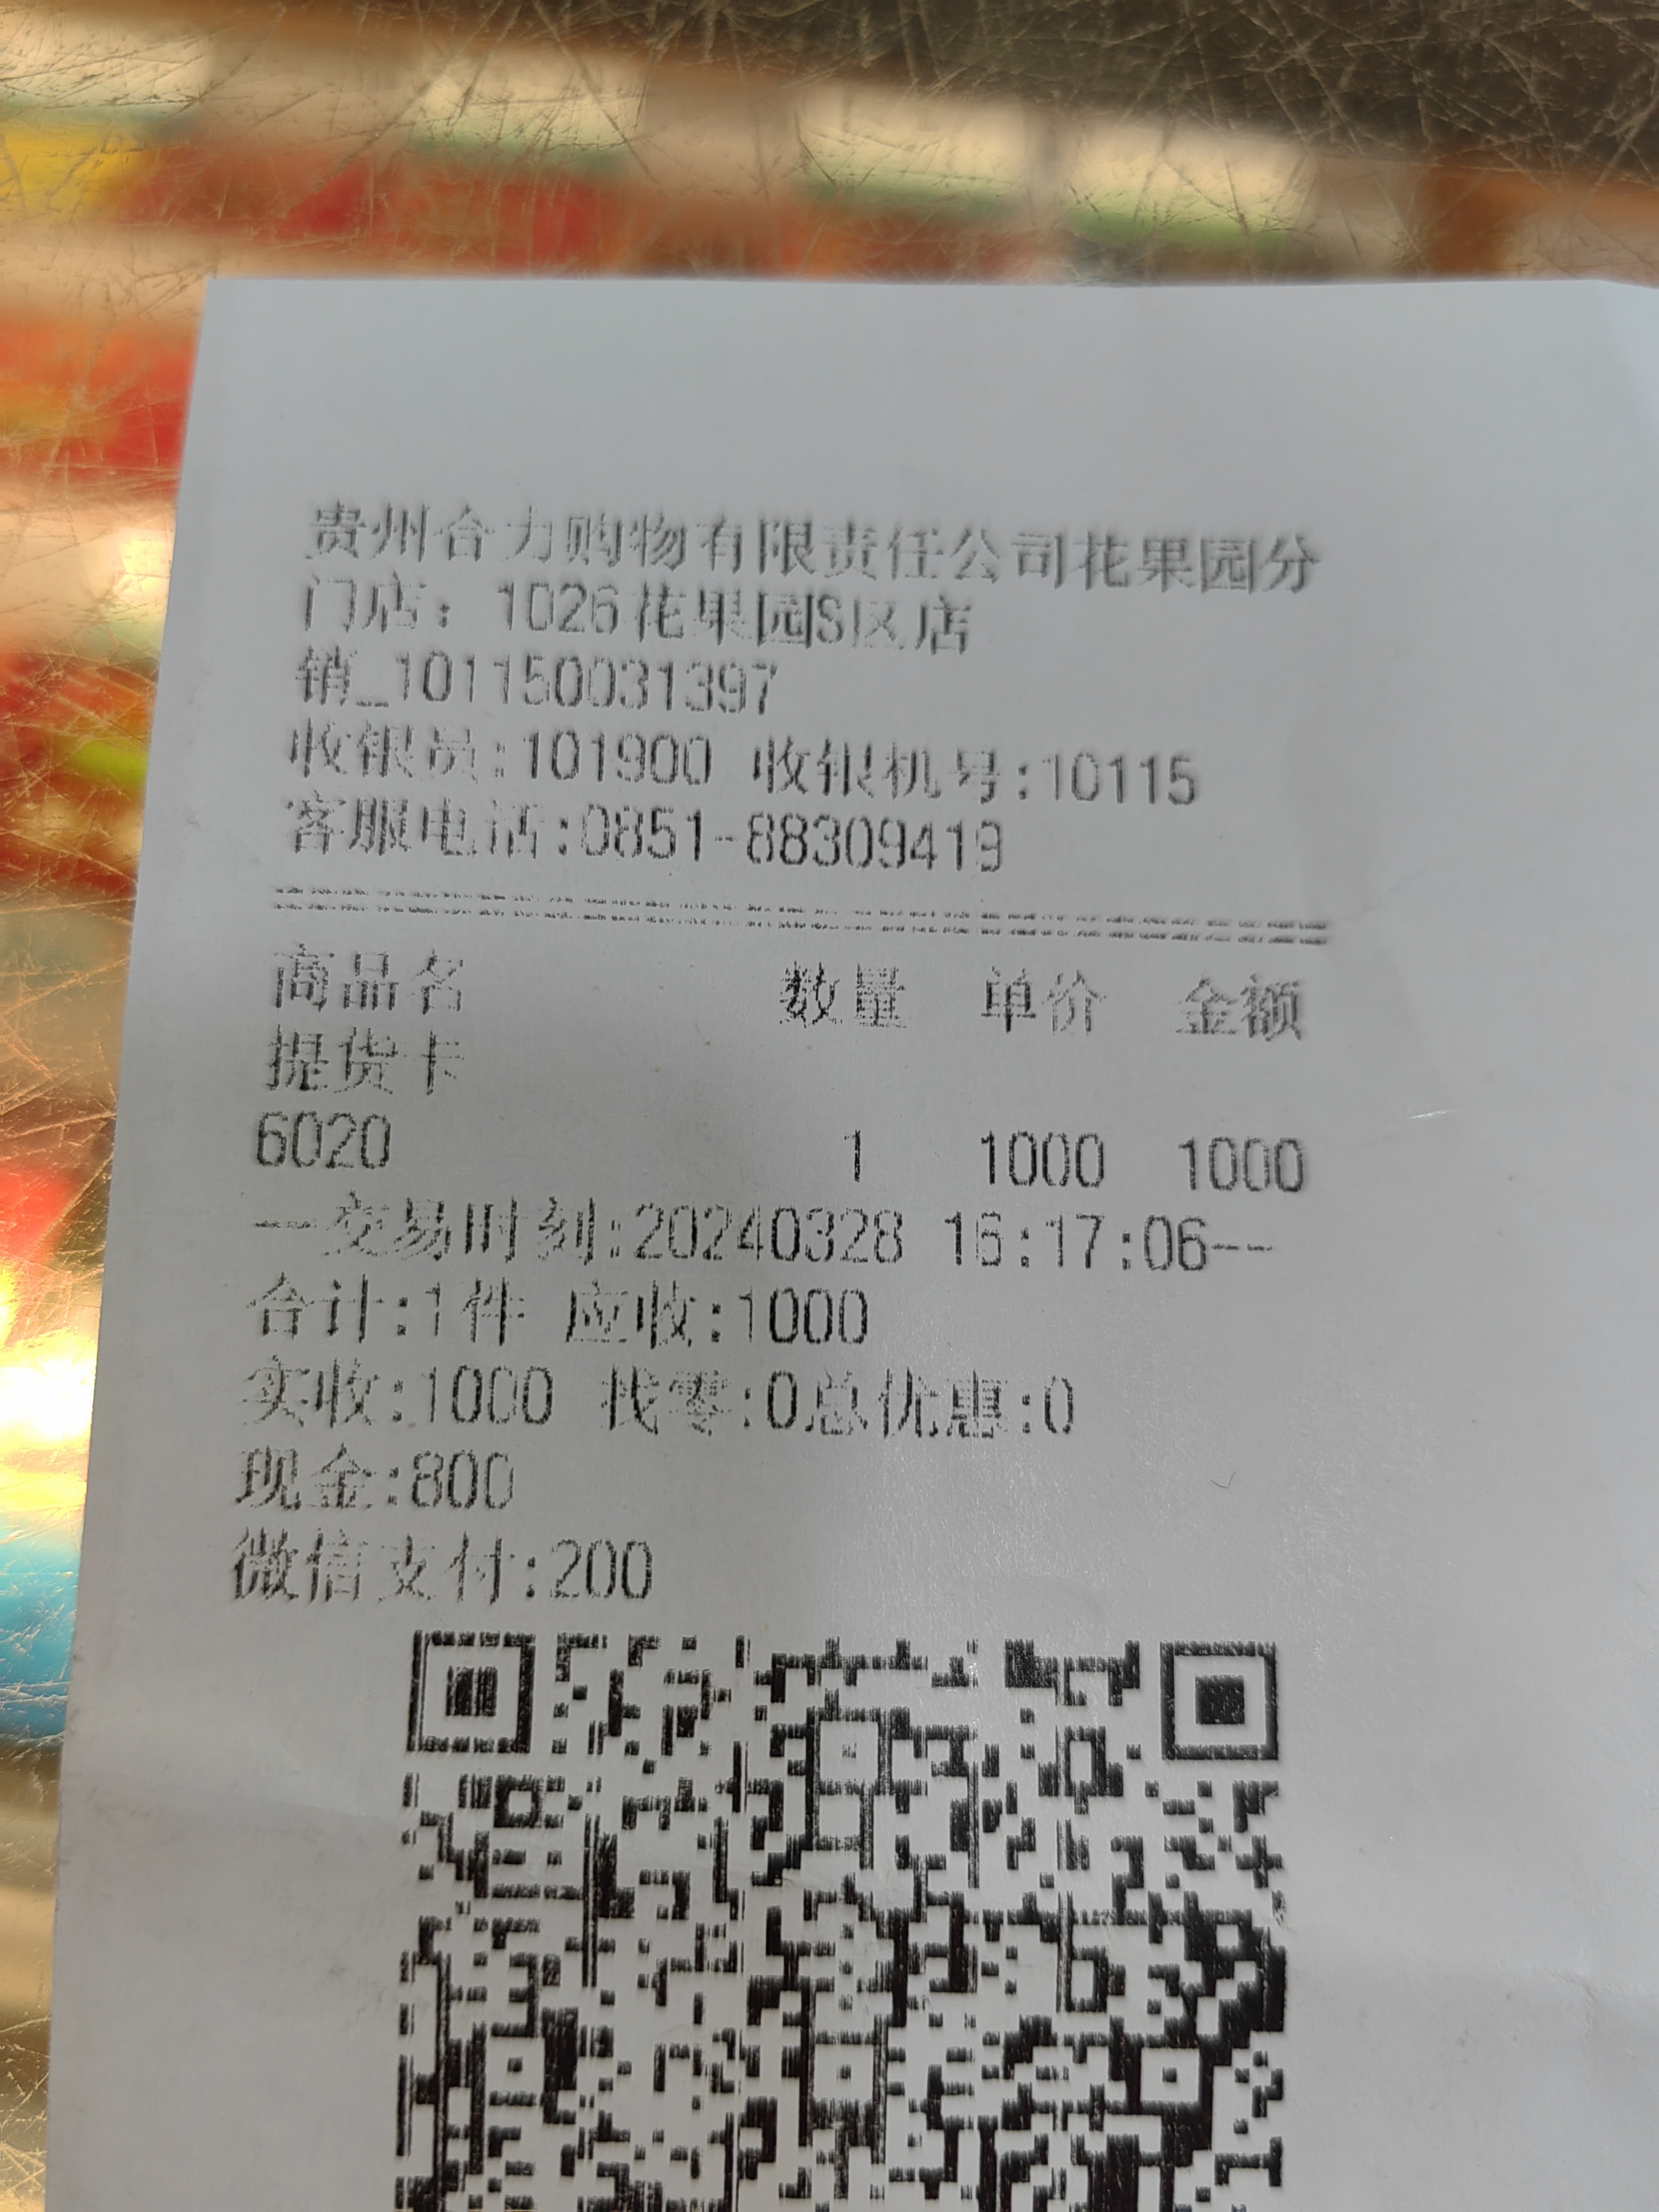 贵州合力购物有限责任公司花果园分
门店：1026花果园S区店
销_101150031397
收银员:101900 收银机号:10115
客服电话:0851-88309419
商品名 数量 单价 金额
提货卡
6020 1 1000 1000
--交易时刻:20240328 16:17:06--
合计:1件 应收:1000
实收:1000 找零:0总优惠:0
现金:800
微信支付:200